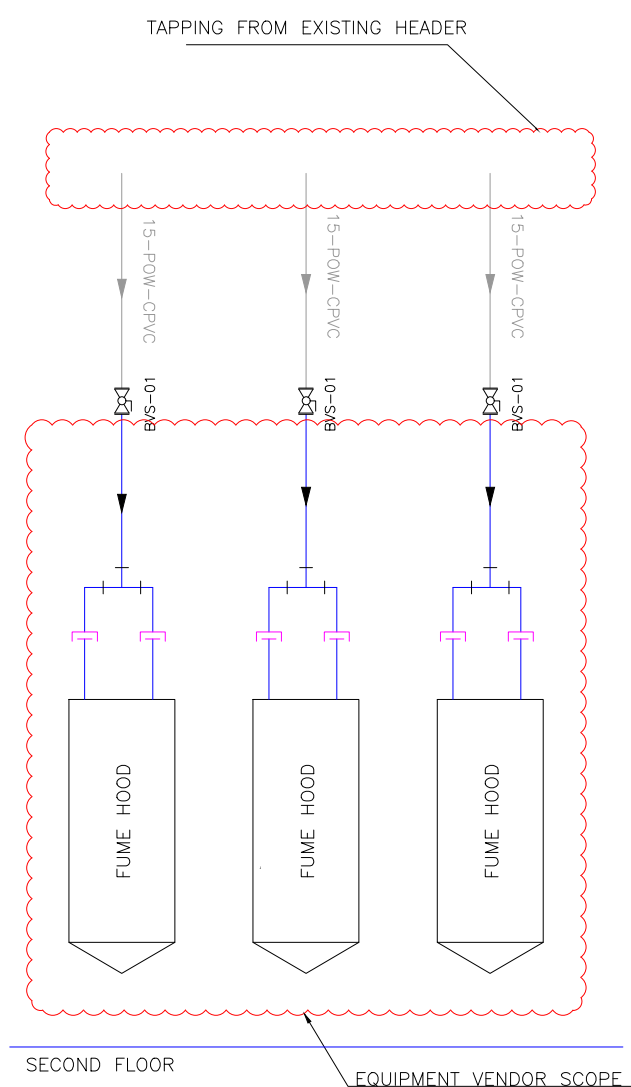 TAPPING FROM EXISTING HEADER
15-POW-CPVC
15-POW-CPVC
15-POW-CPVC
BVS-01
BVS-01
BVS-01
FUME HOOD
FUME HOOD
FUME HOOD
SECOND FLOOR
EQUIPMENT VENDOR SCOPE